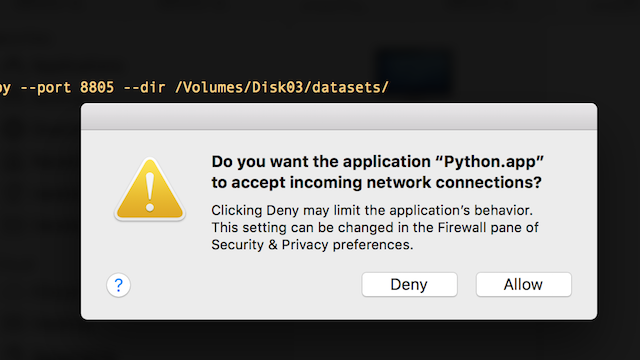 py --port 8805 --dir /Volumes/Disk03/datasets/
Do you want the application “Python.app”
to accept incoming network connections?
Clicking Deny may limit the application’s behavior.
This setting can be changed in the Firewall pane of
Security & Privacy preferences.
?
Deny
Allow